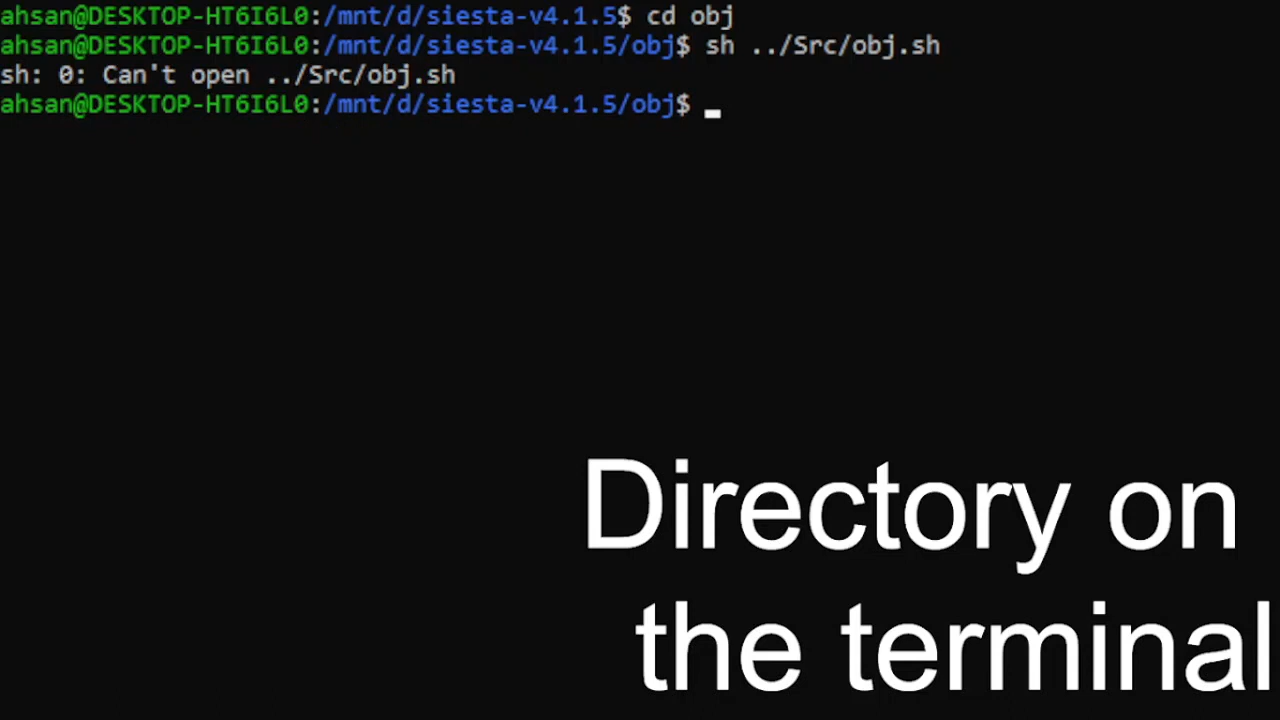 ahsan@DESKTOP-HT6I6L0:/mnt/d/siesta-v4.1.5$ cd obj
ahsan@DESKTOP-HT6I6L0:/mnt/d/siesta-v4.1.5/obj$ sh ../Src/obj.sh
sh: 0: Can't open ../Src/obj.sh
ahsan@DESKTOP-HT6I6L0:/mnt/d/siesta-v4.1.5/obj$ _
Directory on
the terminal